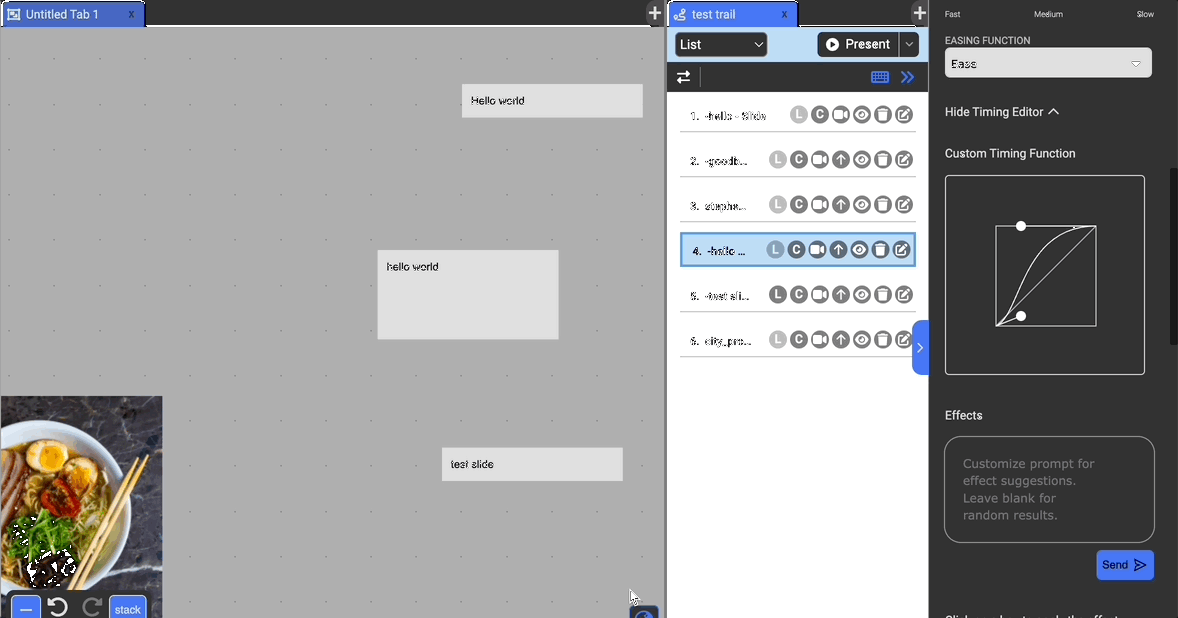 Untitled Tab 1 x
Hello world
hello world
test slide
stack
test trail x
List
Present
1. -hello - Slide L C
2. -goodb... L C
3. stepha... L C
4. -hello ... L C
5. -test sli... L C
6. city_pro... L C
Fast Medium Slow
EASING FUNCTION
Ease
Hide Timing Editor
Custom Timing Function
Effects
Customize prompt for
effect suggestions.
Leave blank for
random results.
Send